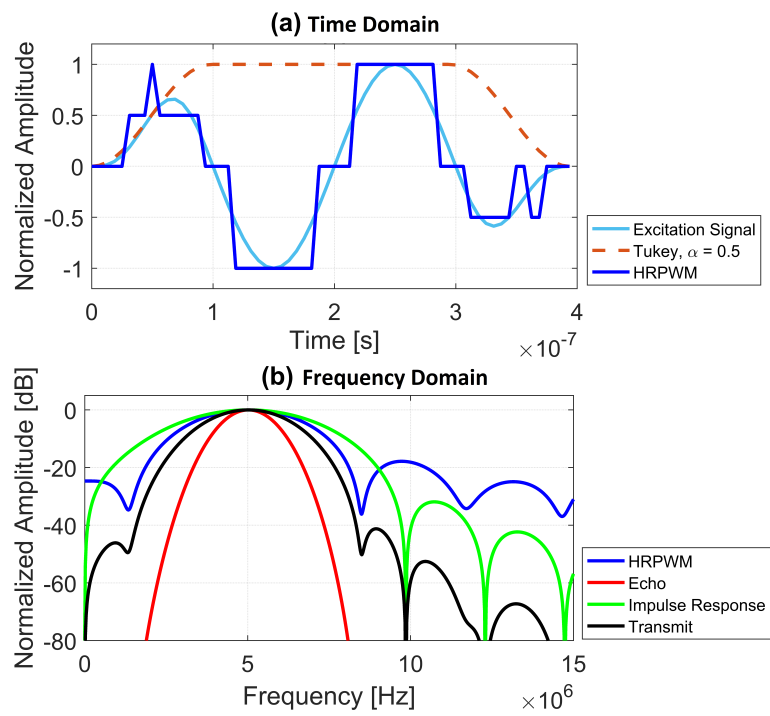 (a) Time Domain
Normalized Amplitude
1
0.5
0
-0.5
-1
0 1 2 3 4
Time [s]
×10⁻⁷
Excitation Signal
Tukey, α = 0.5
HRPWM
(b) Frequency Domain
Normalized Amplitude [dB]
0
-20
-40
-60
-80
0 5 10 15
Frequency [Hz]
×10⁶
HRPWM
Echo
Impulse Response
Transmit